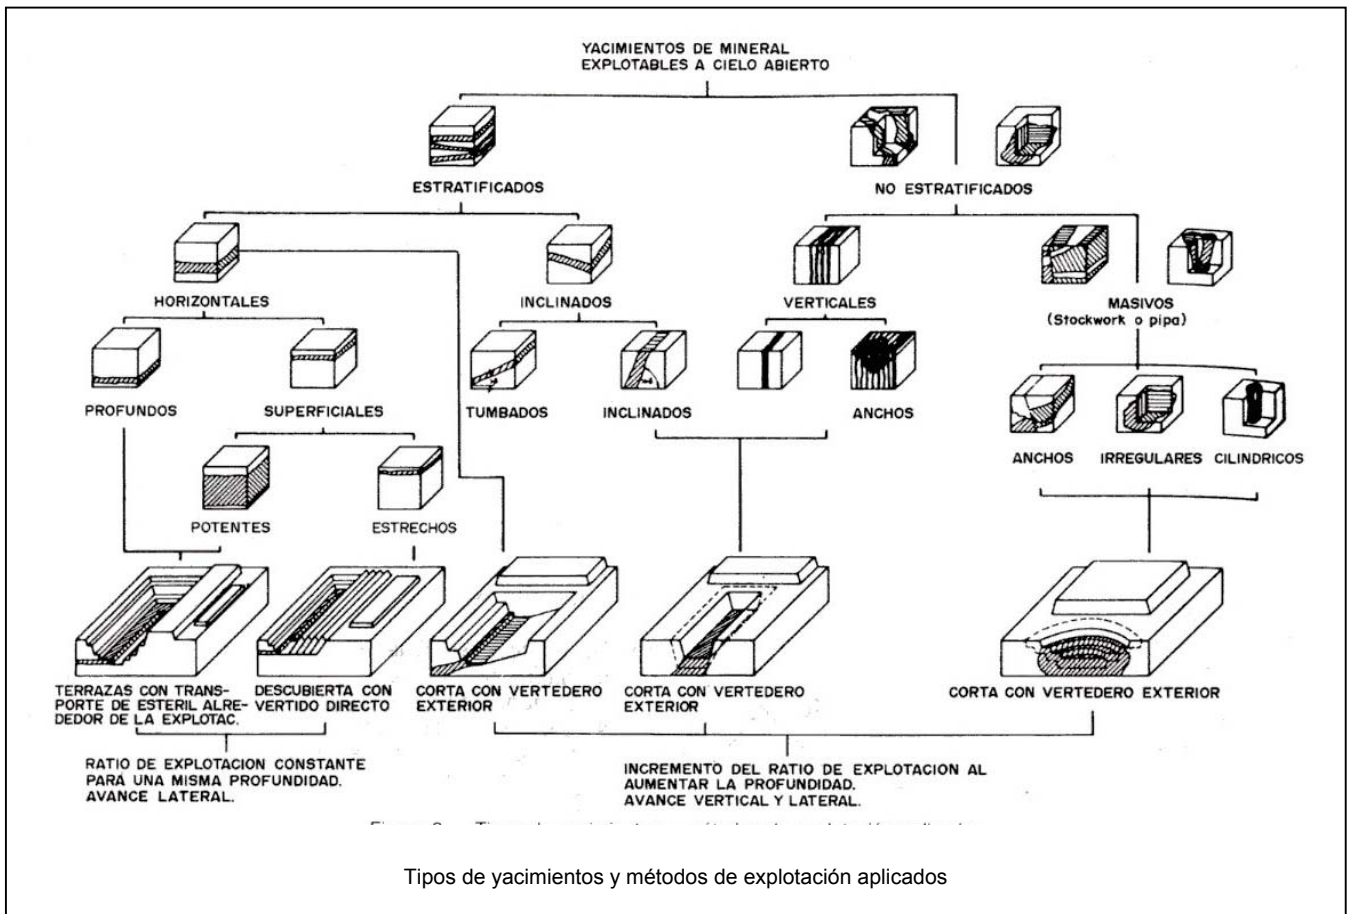 YACIMIENTOS DE MINERAL
EXPLOTABLES A CIELO ABIERTO
ESTRATIFICADOS
NO ESTRATIFICADOS
HORIZONTALES
INCLINADOS
VERTICALES
MASIVOS
(Stockwork o pipa)
PROFUNDOS
SUPERFICIALES
TUMBADOS
INCLINADOS
ANCHOS
ANCHOS
IRREGULARES
CILINDRICOS
POTENTES
ESTRECHOS
TERRAZAS CON TRANS-
PORTE DE ESTERIL ALRE-
DEDOR DE LA EXPLOTAC.
DESCUBIERTA CON
VERTIDO DIRECTO
CORTA CON VERTEDERO
EXTERIOR
CORTA CON VERTEDERO
EXTERIOR
CORTA CON VERTEDERO EXTERIOR
RATIO DE EXPLOTACION CONSTANTE
PARA UNA MISMA PROFUNDIDAD.
AVANCE LATERAL.
INCREMENTO DEL RATIO DE EXPLOTACION AL
AUMENTAR LA PROFUNDIDAD.
AVANCE VERTICAL Y LATERAL.
Tipos de yacimientos y métodos de explotación aplicados